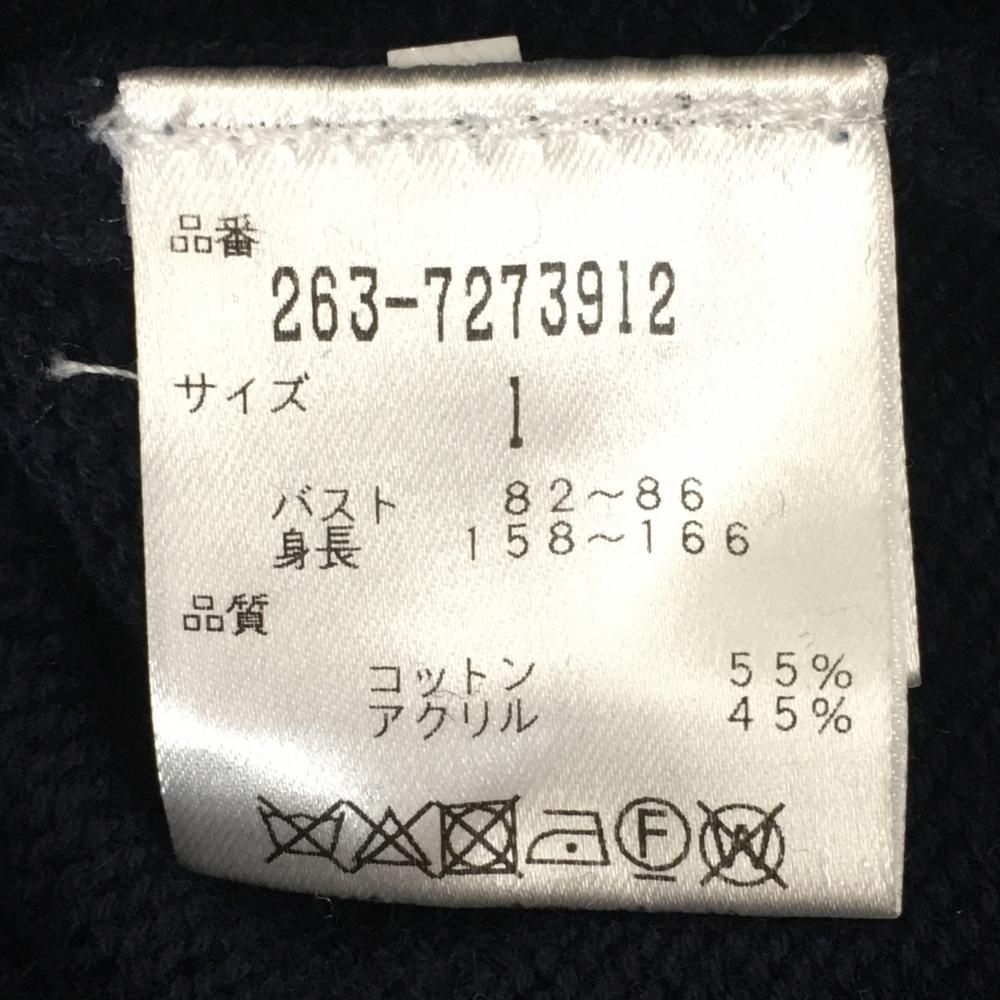 品番
263-7273912
サイズ 1
バスト 82~86
身長 158~166
品質
コットン 55%
アクリル 45%
F W